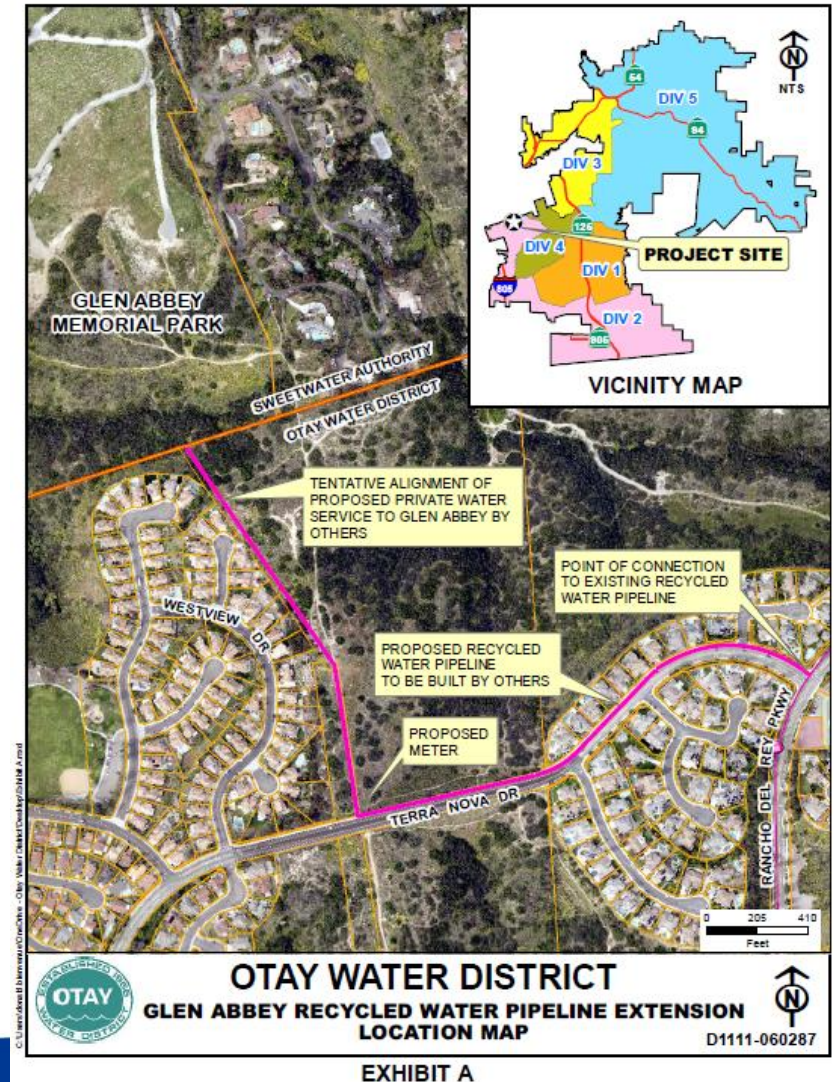 GLEN ABBEY
MEMORIAL PARK
SWEETWATER AUTHORITY
OTAY WATER DISTRICT
54
DIV 5
94
DIV 3
125
DIV 4
PROJECT SITE
DIV 1
805
DIV 2
905
VICINITY MAP
N
NTS
TENTATIVE ALIGNMENT OF
PROPOSED PRIVATE WATER
SERVICE TO GLEN ABBEY BY
OTHERS
POINT OF CONNECTION
TO EXISTING RECYCLED
WATER PIPELINE
WESTVIEW DR
PROPOSED RECYCLED
WATER PIPELINE
TO BE BUILT BY OTHERS
PROPOSED
METER
TERRA NOVA DR
RANCHO DEL REY PKWY
0 205 410
Feet
OTAY
WATER DISTRICT
OTAY WATER DISTRICT
GLEN ABBEY RECYCLED WATER PIPELINE EXTENSION
LOCATION MAP
N
D1111-060287
EXHIBIT A